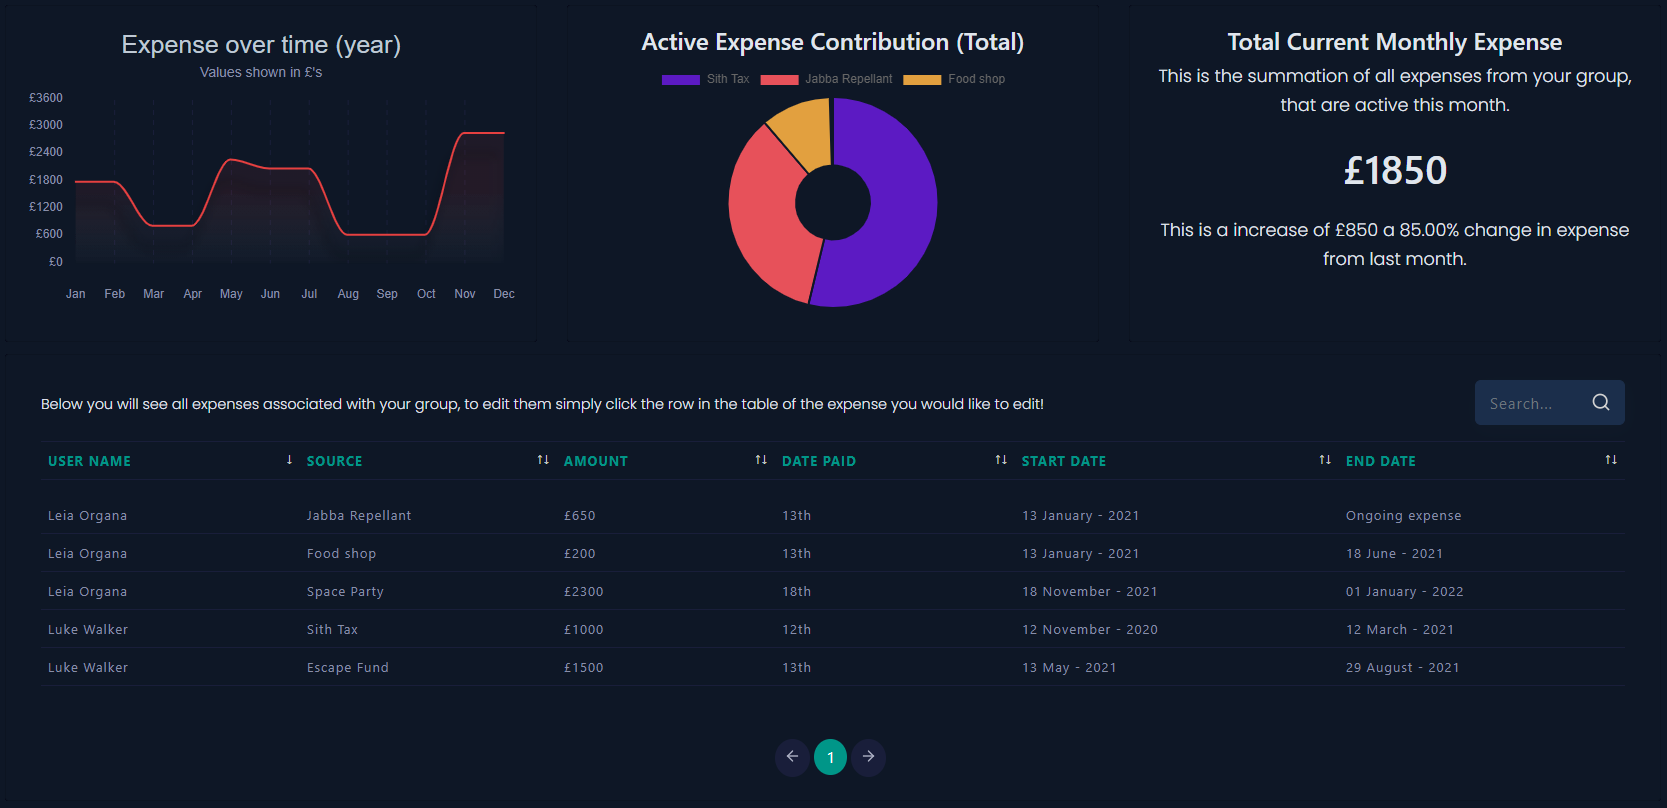 Expense over time (year)
Values shown in £'s
£3600
£3000
£2400
£1800
£1200
£600
£0
Jan Feb Mar Apr May Jun Jul Aug Sep Oct Nov Dec
Active Expense Contribution (Total)
Sith Tax Jabba Repellant Food shop
Total Current Monthly Expense
This is the summation of all expenses from your group,
that are active this month.
£1850
This is a increase of £850 a 85.00% change in expense
from last month.
Below you will see all expenses associated with your group, to edit them simply click the row in the table of the expense you would like to edit!
Search...
USER NAME ↓ SOURCE ↑↓ AMOUNT ↑↓ DATE PAID ↑↓ START DATE ↑↓ END DATE ↑↓
Leia Organa Jabba Repellant £650 13th 13 January - 2021 Ongoing expense
Leia Organa Food shop £200 13th 13 January - 2021 18 June - 2021
Leia Organa Space Party £2300 18th 18 November - 2021 01 January - 2022
Luke Walker Sith Tax £1000 12th 12 November - 2020 12 March - 2021
Luke Walker Escape Fund £1500 13th 13 May - 2021 29 August - 2021
← 1 →